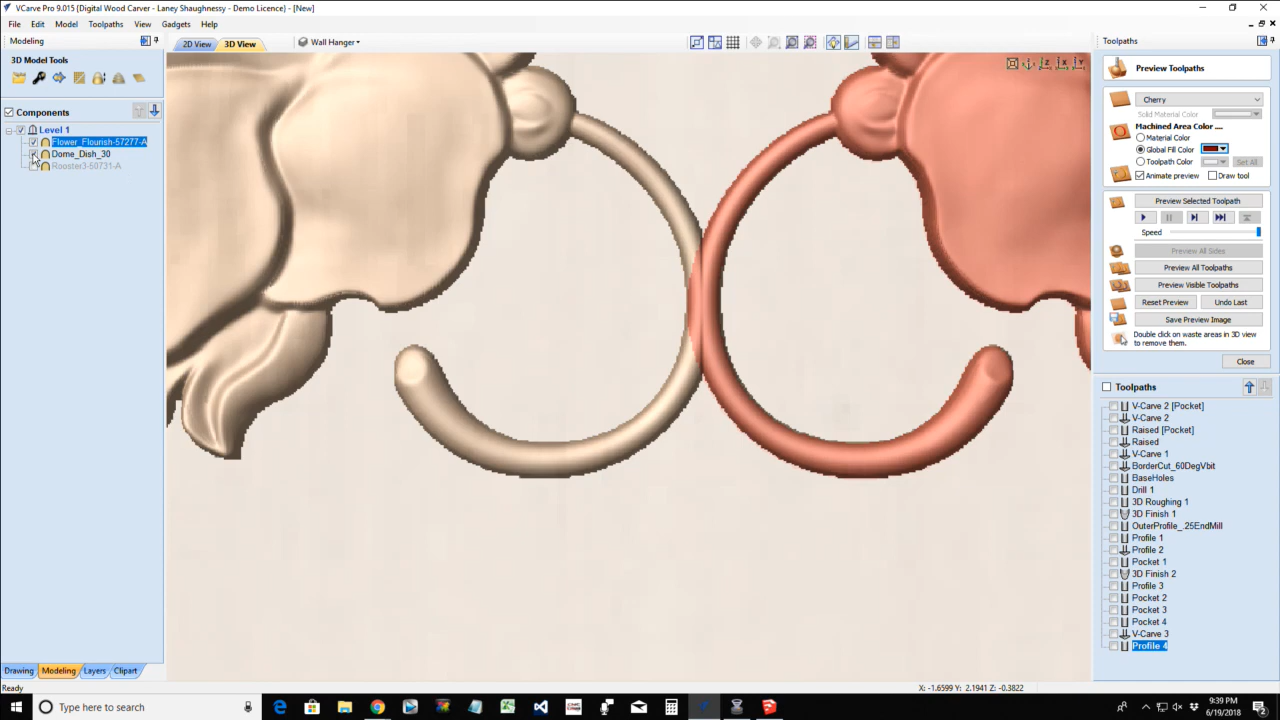 VCarve Pro 9.015 [Digital Wood Carver - Laney Shaughnessy - Demo Licence} - [New]
File Edit Model Toolpaths View Gadgets Help
Modeling
2D View 3D View Wall Hanger
Toolpaths
3D Model Tools
Preview Toolpaths
Components
Level 1
Flower_Flourish-57277-A
Dome_Dish_30
Rooster3-50731-A
Cherry
Solid Material Color
Machined Area Color ....
Material Color
Global Fill Color
Toolpath Color Set All
Animate preview Draw tool
Preview Selected Toolpath
Speed
Preview All Sides
Preview All Toolpaths
Preview Visible Toolpaths
Reset Preview Undo Last
Save Preview Image
Double click on waste areas in 3D view
to remove them.
Close
Toolpaths
V-Carve 2 [Pocket]
V-Carve 2
Raised [Pocket]
Raised
V-Carve 1
BorderCut_60DegVbit
BaseHoles
Drill 1
3D Roughing 1
3D Finish 1
OuterProfile_.25EndMill
Profile 1
Profile 2
Pocket 1
3D Finish 2
Profile 3
Pocket 2
Pocket 3
Pocket 4
V-Carve 3
Profile 4
Drawing Modeling Layers Clipart
Ready
X: -1.6599 Y: 2.1941 Z: -0.3822
Type here to search
9:39 PM
6/19/2018
2